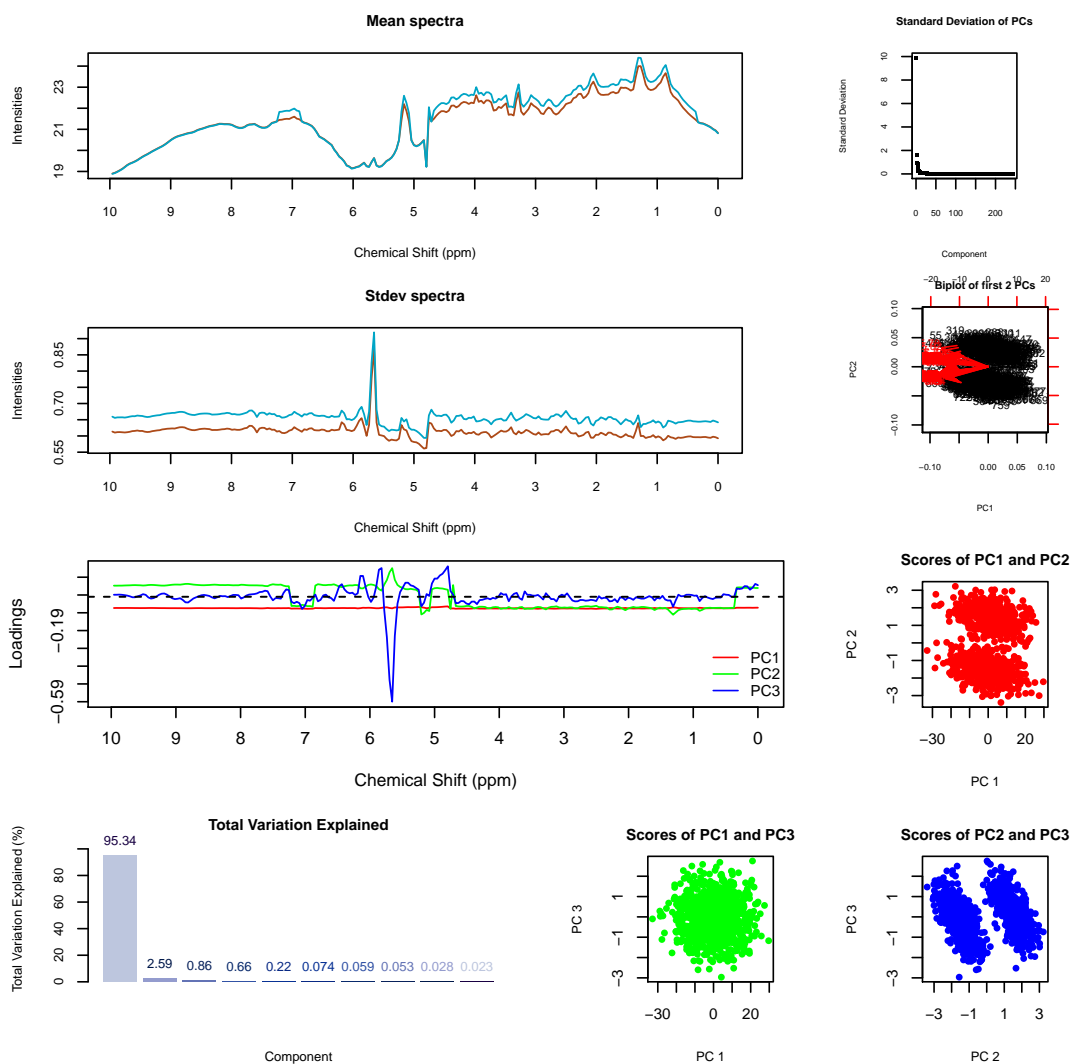 Mean spectra
Intensities
19 21 23
10 9 8 7 6 5 4 3 2 1 0
Chemical Shift (ppm)
Standard Deviation of PCs
Standard Deviation
0 2 4 6 8 10
0 50 100 200
Component
Stdev spectra
Intensities
0.55 0.70 0.85
10 9 8 7 6 5 4 3 2 1 0
Chemical Shift (ppm)
−20 −10 0 10 20
Biplot of first 2 PCs
PC2
−0.10 0.00 0.05 0.10
55 319
−0.10 0.00 0.05 0.10
PC1
Loadings
−0.59 −0.19
PC1
PC2
PC3
10 9 8 7 6 5 4 3 2 1 0
Chemical Shift (ppm)
Scores of PC1 and PC2
PC 2
−3 −1 1 3
−30 0 20
PC 1
Total Variation Explained
Total Variation Explained (%)
0 20 40 60 80
95.34 2.59 0.86 0.66 0.22 0.074 0.059 0.053 0.028 0.023
Component
Scores of PC1 and PC3
PC 3
−3 −1 1
−30 0 20
PC 1
Scores of PC2 and PC3
PC 3
−3 −1 1
−3 −1 1 3
PC 2